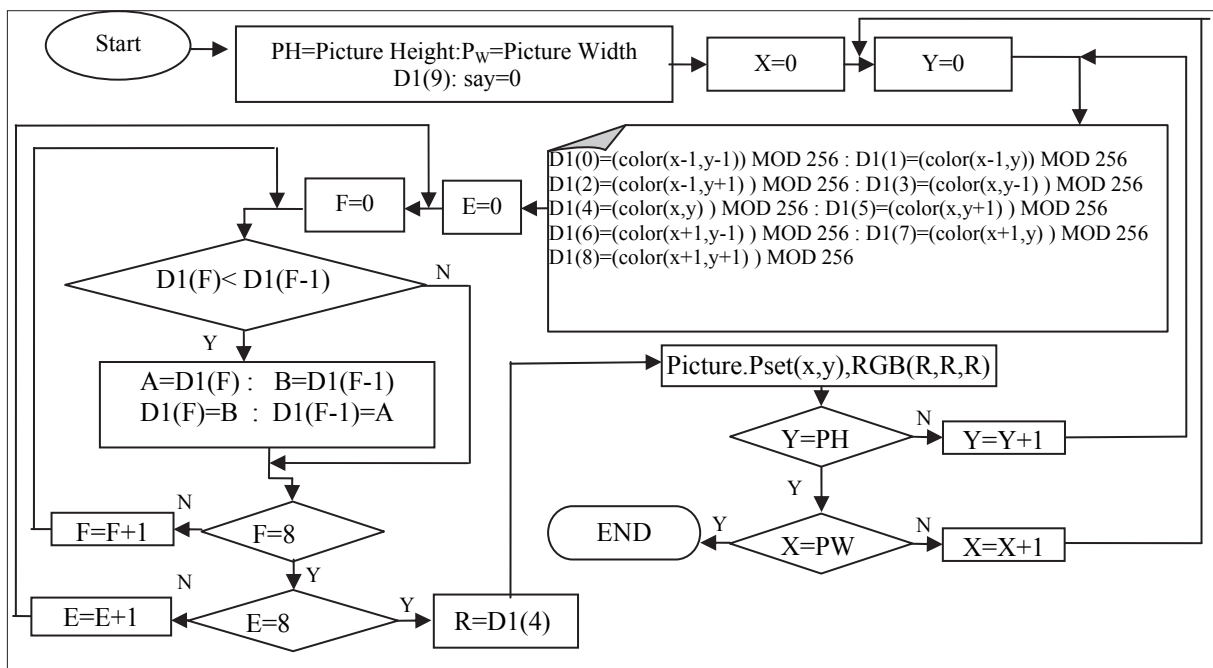 Start
PH=Picture Height:PW=Picture Width
D1(9): say=0
X=0
Y=0
D1(0)=(color(x-1,y-1)) MOD 256 : D1(1)=(color(x-1,y)) MOD 256
D1(2)=(color(x-1,y+1) ) MOD 256 : D1(3)=(color(x,y-1) ) MOD 256
D1(4)=(color(x,y) ) MOD 256 : D1(5)=(color(x,y+1) ) MOD 256
D1(6)=(color(x+1,y-1) ) MOD 256 : D1(7)=(color(x+1,y) ) MOD 256
D1(8)=(color(x+1,y+1) ) MOD 256
E=0
F=0
D1(F)< D1(F-1)
N
Y
A=D1(F) : B=D1(F-1)
D1(F)=B : D1(F-1)=A
F=8
N
F=F+1
Y
E=8
N
E=E+1
Y
R=D1(4)
Picture.Pset(x,y),RGB(R,R,R)
Y=PH
N
Y=Y+1
Y
X=PW
N
X=X+1
Y
END